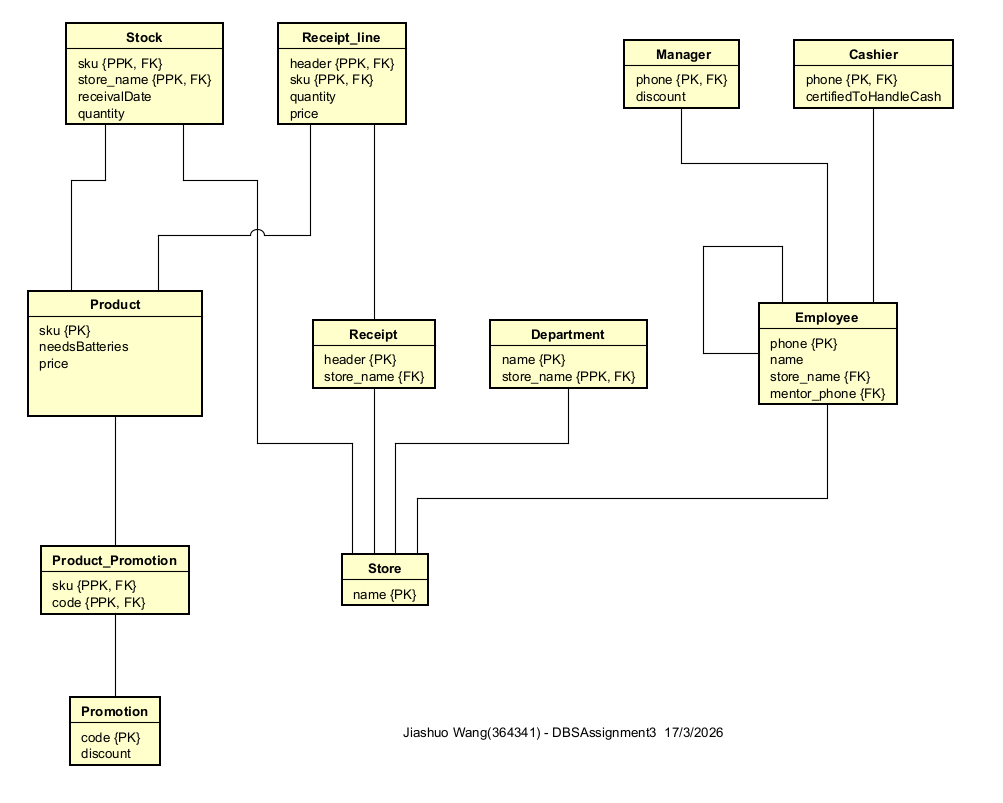 Stock
sku {PPK, FK}
store_name {PPK, FK}
receivalDate
quantity
Receipt_line
header {PPK, FK}
sku {PPK, FK}
quantity
price
Manager
phone {PK, FK}
discount
Cashier
phone {PK, FK}
certifiedToHandleCash
Product
sku {PK}
needsBatteries
price
Receipt
header {PK}
store_name {FK}
Department
name {PK}
store_name {PPK, FK}
Employee
phone {PK}
name
store_name {FK}
mentor_phone {FK}
Product_Promotion
sku {PPK, FK}
code {PPK, FK}
Store
name {PK}
Promotion
code {PK}
discount
Jiashuo Wang(364341) - DBSAssignment3  17/3/2026